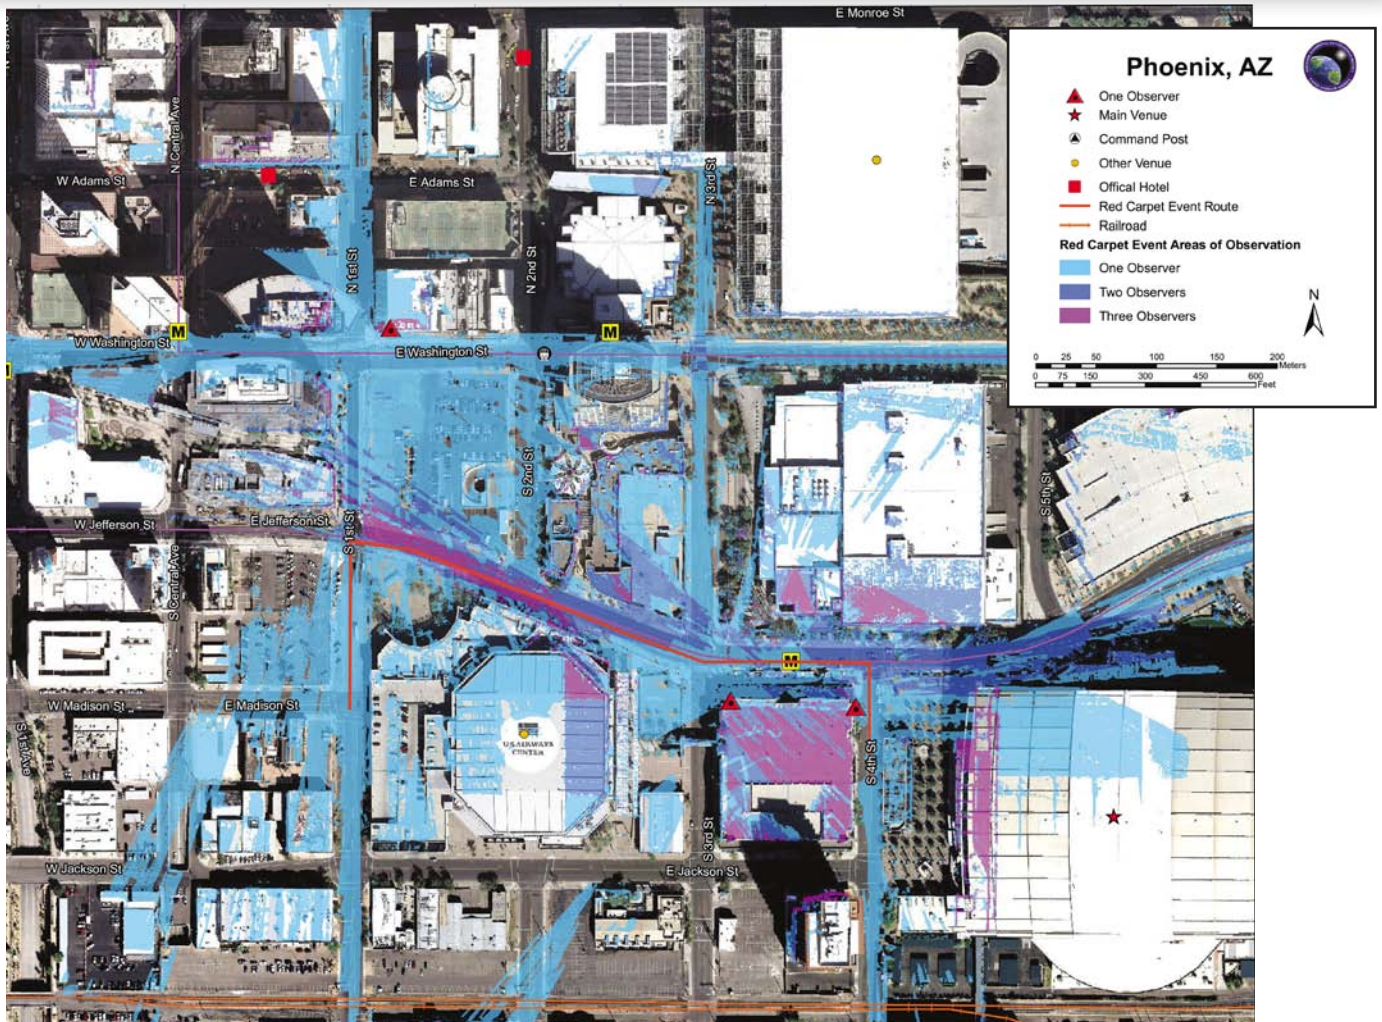 E Monroe St
Phoenix, AZ
One Observer
Main Venue
Command Post
Other Venue
Offical Hotel
Red Carpet Event Route
Railroad
Red Carpet Event Areas of Observation
One Observer
Two Observers
Three Observers
N
0 25 50 100 150 200
Meters
0 75 150 300 450 600
Feet
N Central Ave
W Adams St
E Adams St
N 3rd St
N 1st St
N 2nd St
M
M
W Washington St
E Washington St
S 2nd St
S 5th St
W Jefferson St
E Jefferson St
S 1st St
S Central Ave
M
W Madison St
E Madison St
S 1st Ave
US AIRWAYS
CENTER
S 4th St
S 3rd St
W Jackson St
E Jackson St